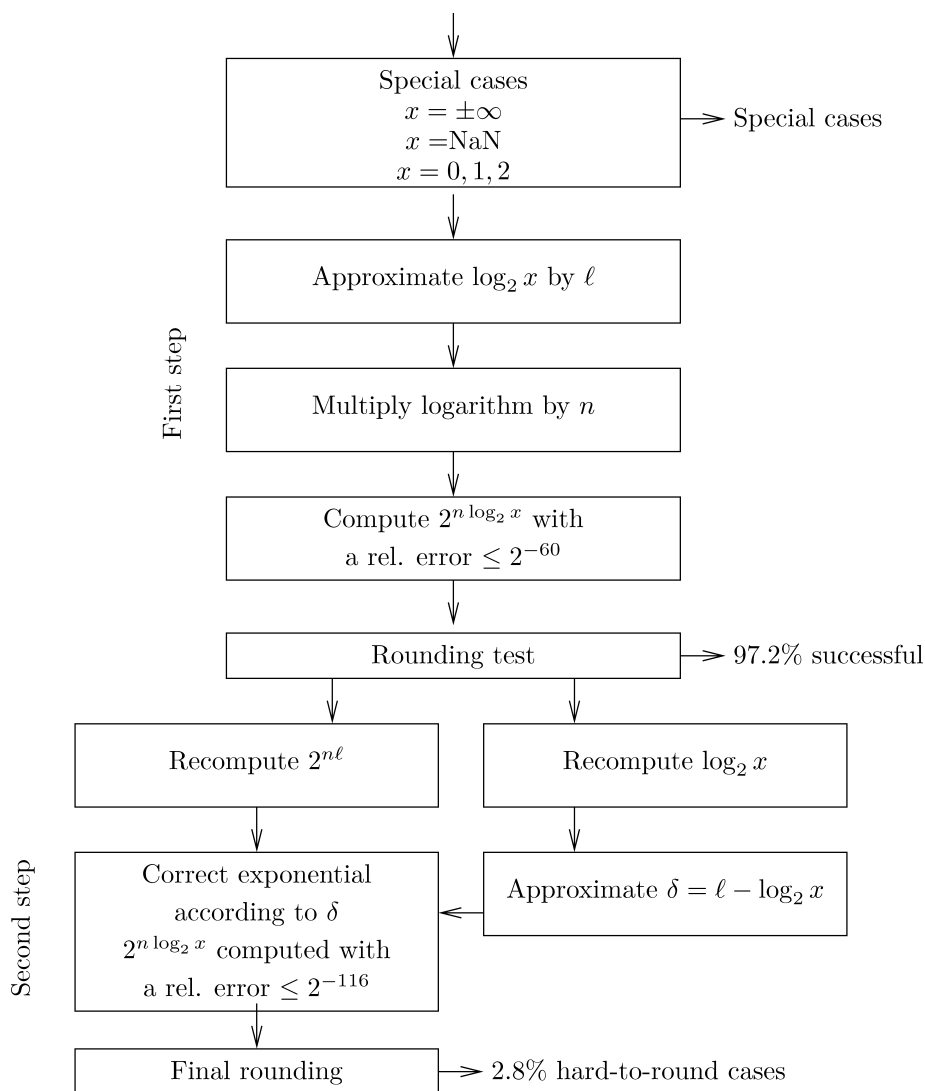 Special cases
x = ±∞
x =NaN
x = 0, 1, 2
Special cases
Approximate log₂ x by ℓ
First step
Multiply logarithm by n
Compute 2^{n log₂ x} with
a rel. error ≤ 2^{−60}
Rounding test
97.2% successful
Recompute 2^{nℓ}
Recompute log₂ x
Second step
Correct exponential
according to δ
2^{n log₂ x} computed with
a rel. error ≤ 2^{−116}
Approximate δ = ℓ − log₂ x
Final rounding
2.8% hard-to-round cases